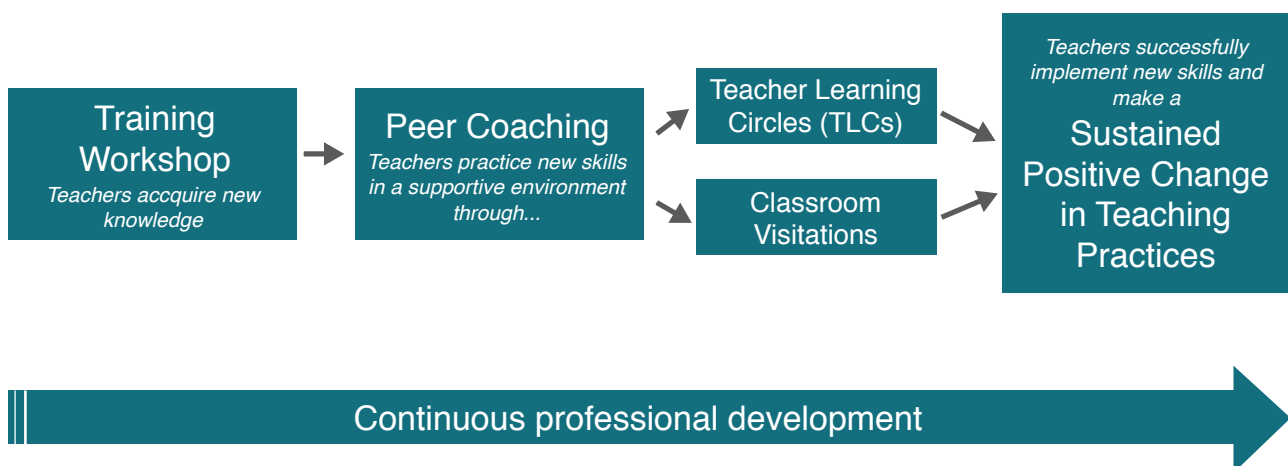 Training
Workshop
Teachers accquire new
knowledge
Peer Coaching
Teachers practice new skills
in a supportive environment
through...
Teacher Learning
Circles (TLCs)
Classroom
Visitations
Teachers successfully
implement new skills and
make a
Sustained
Positive Change
in Teaching
Practices
Continuous professional development